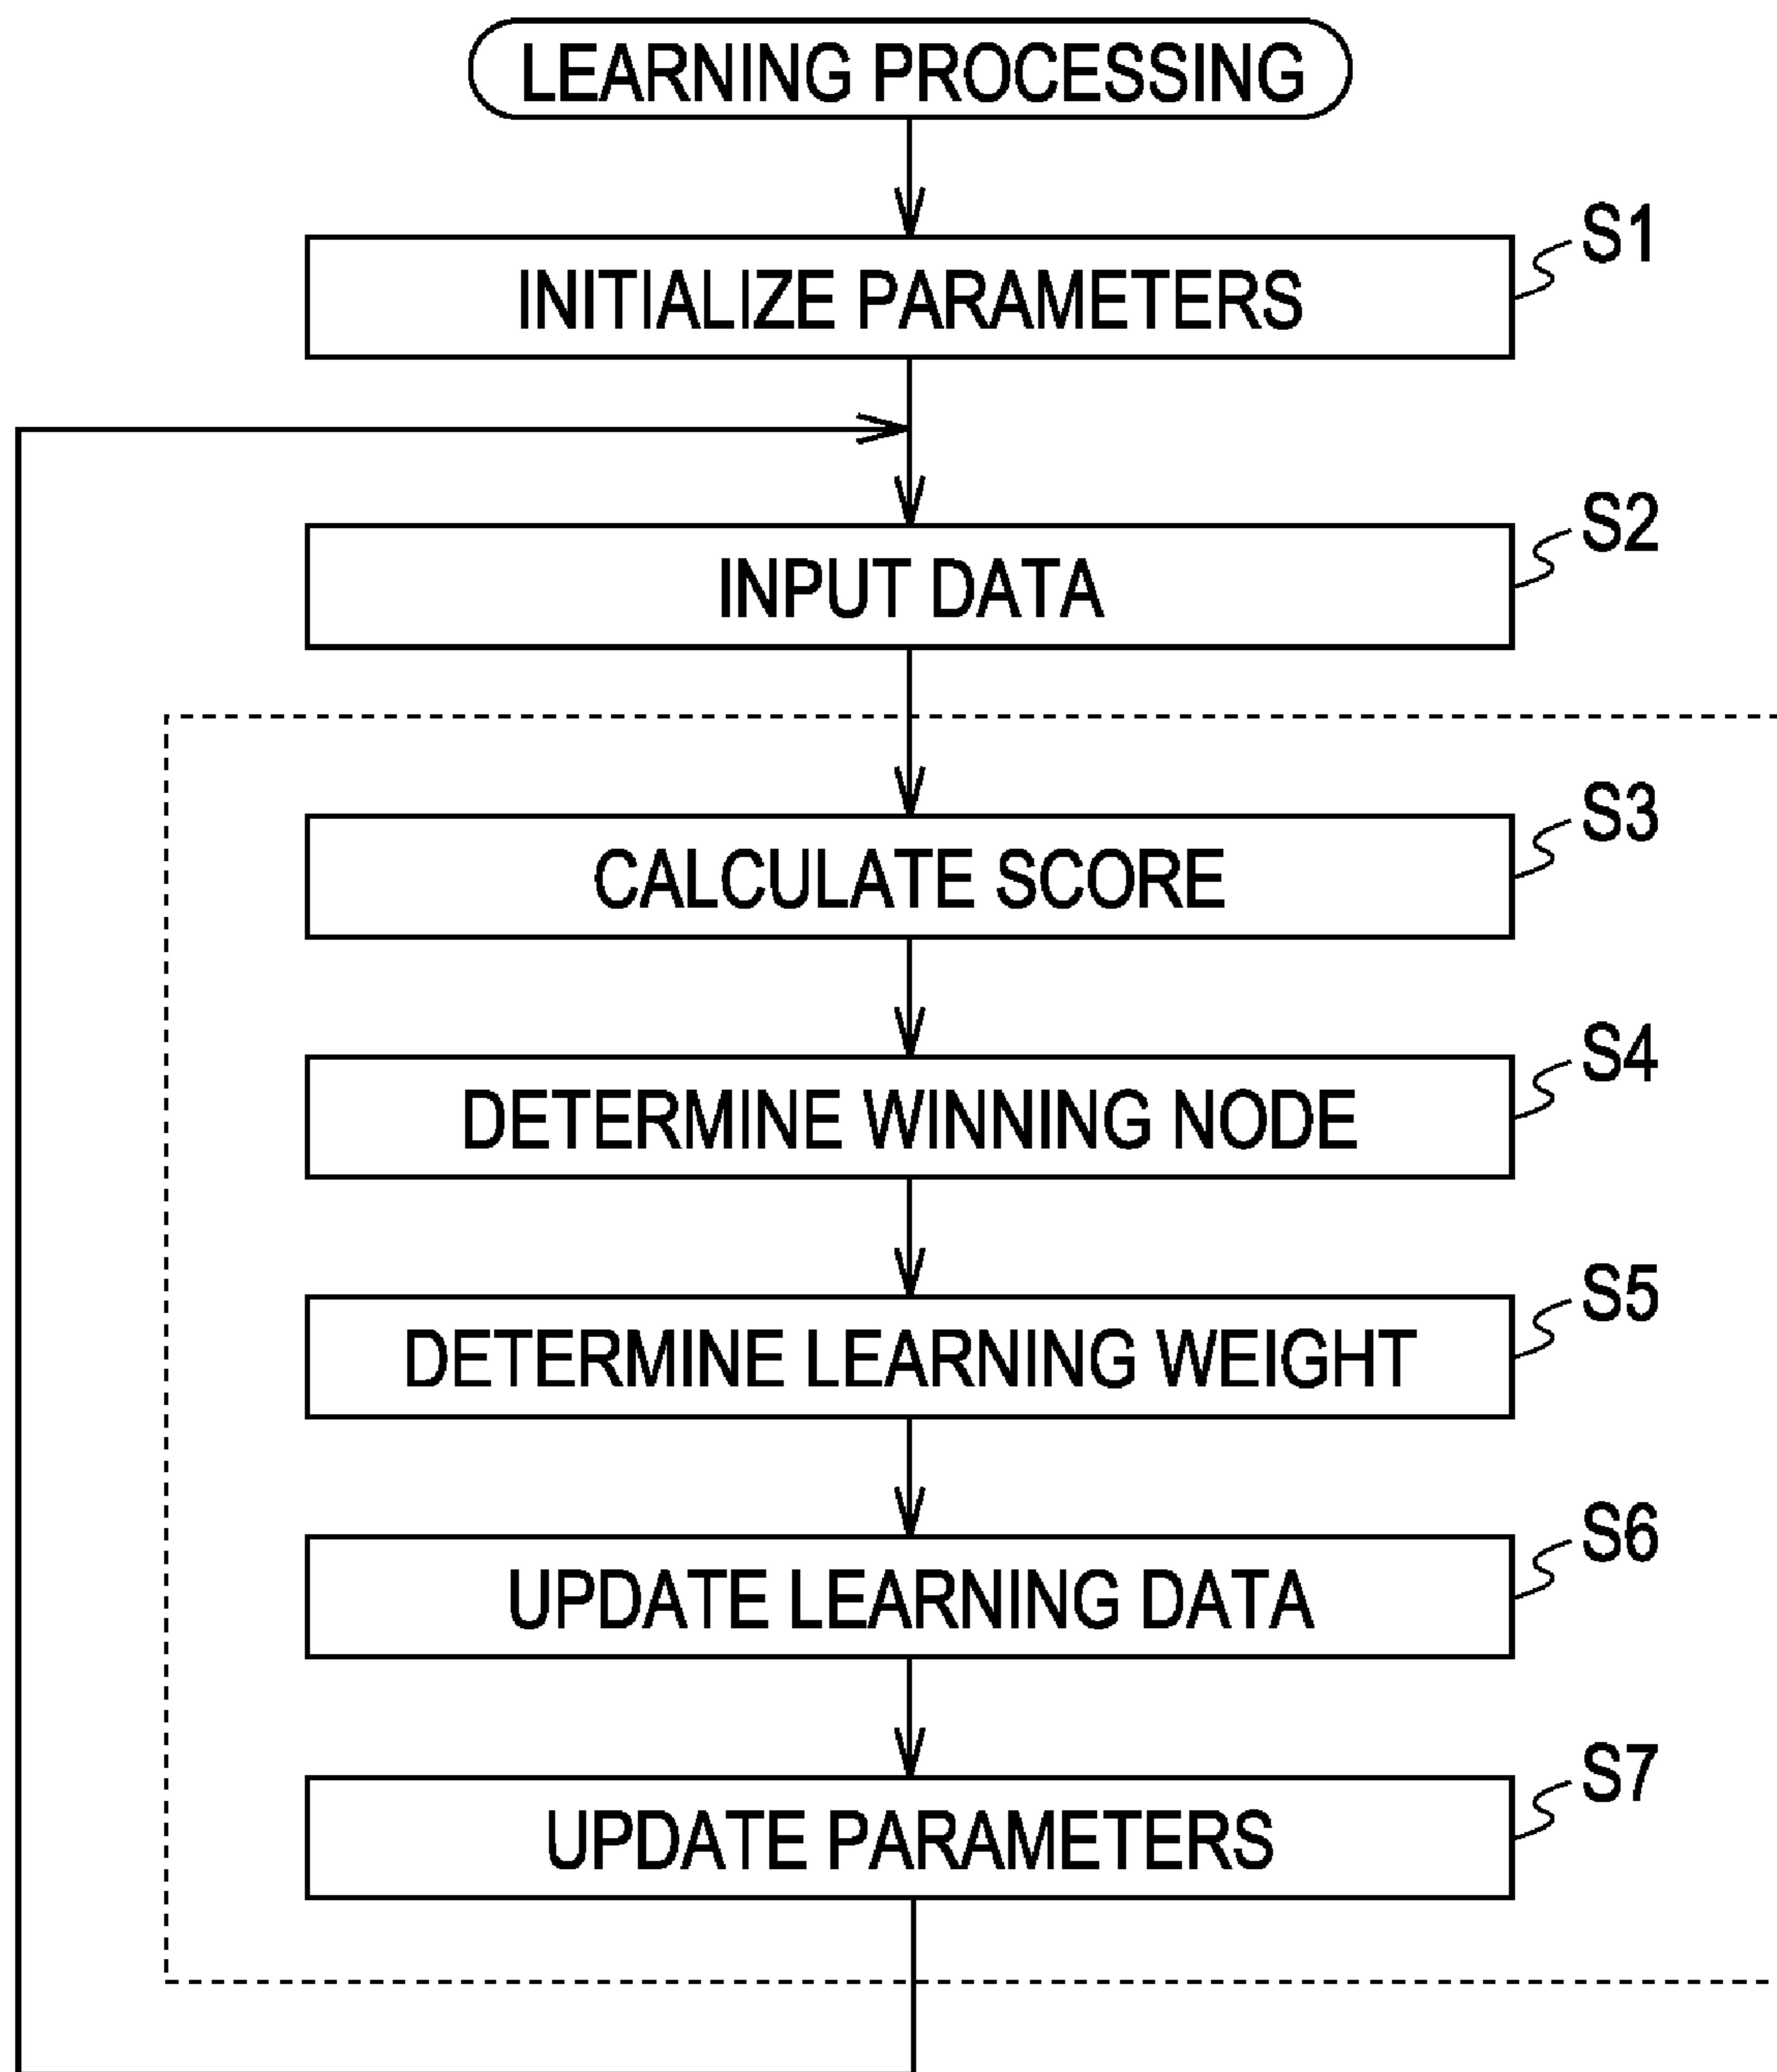 LEARNING PROCESSING
S1
INITIALIZE PARAMETERS
S2
INPUT DATA
S3
CALCULATE SCORE
S4
DETERMINE WINNING NODE
S5
DETERMINE LEARNING WEIGHT
S6
UPDATE LEARNING DATA
S7
UPDATE PARAMETERS